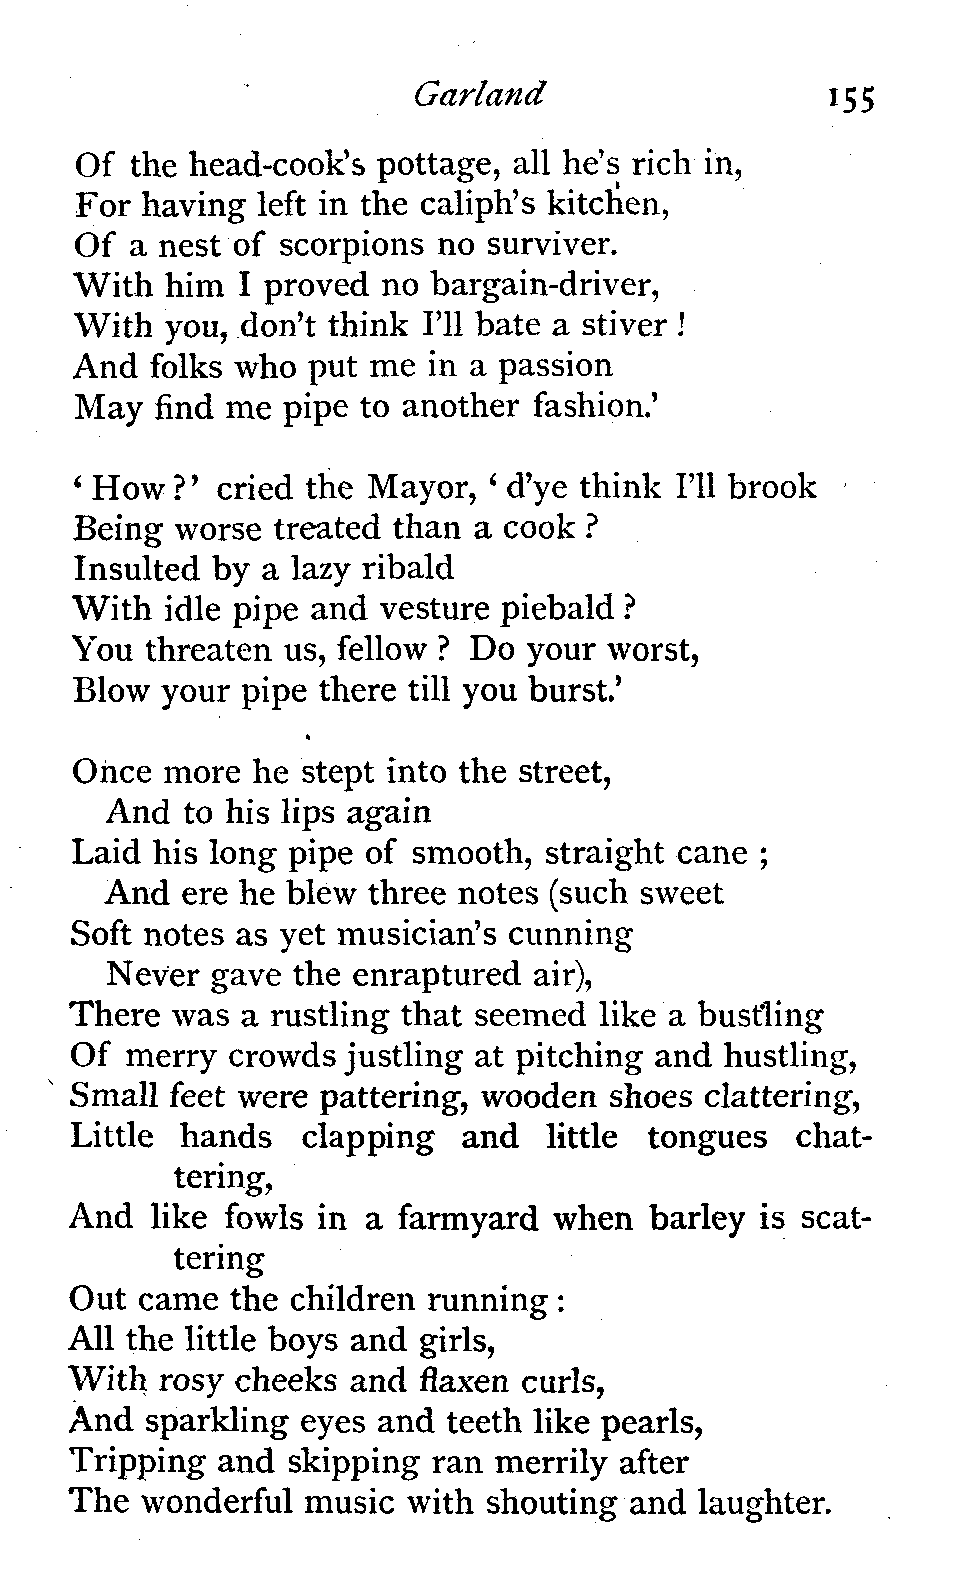 Garland 155
Of the head-cook's pottage, all he's rich in,
For having left in the caliph's kitchen,
Of a nest of scorpions no surviver.
With him I proved no bargain-driver,
With you, don't think I'll bate a stiver !
And folks who put me in a passion
May find me pipe to another fashion.'
‘ How ?’ cried the Mayor, ‘ d'ye think I'll brook
Being worse treated than a cook ?
Insulted by a lazy ribald
With idle pipe and vesture piebald ?
You threaten us, fellow ? Do your worst,
Blow your pipe there till you burst.'
Once more he stept into the street,
And to his lips again
Laid his long pipe of smooth, straight cane ;
And ere he blew three notes (such sweet
Soft notes as yet musician's cunning
Never gave the enraptured air),
There was a rustling that seemed like a bustling
Of merry crowds justling at pitching and hustling,
Small feet were pattering, wooden shoes clattering,
Little hands clapping and little tongues chat-
tering,
And like fowls in a farmyard when barley is scat-
tering
Out came the children running :
All the little boys and girls,
With rosy cheeks and flaxen curls,
And sparkling eyes and teeth like pearls,
Tripping and skipping ran merrily after
The wonderful music with shouting and laughter.